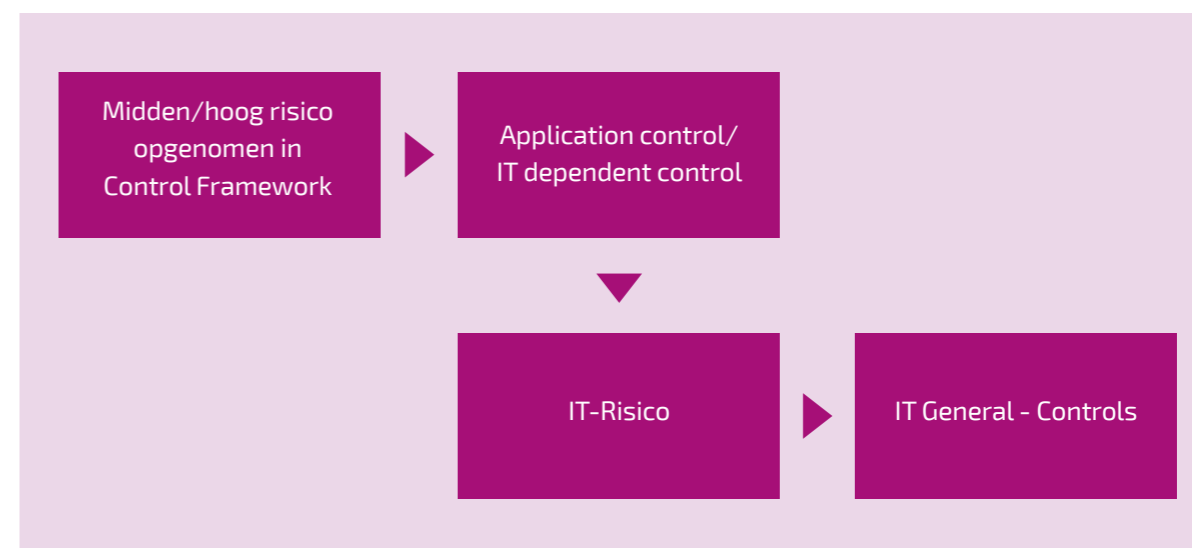 Midden/hoog risico
opgenomen in
Control Framework
Application control/
IT dependent control
IT-Risico
IT General - Controls